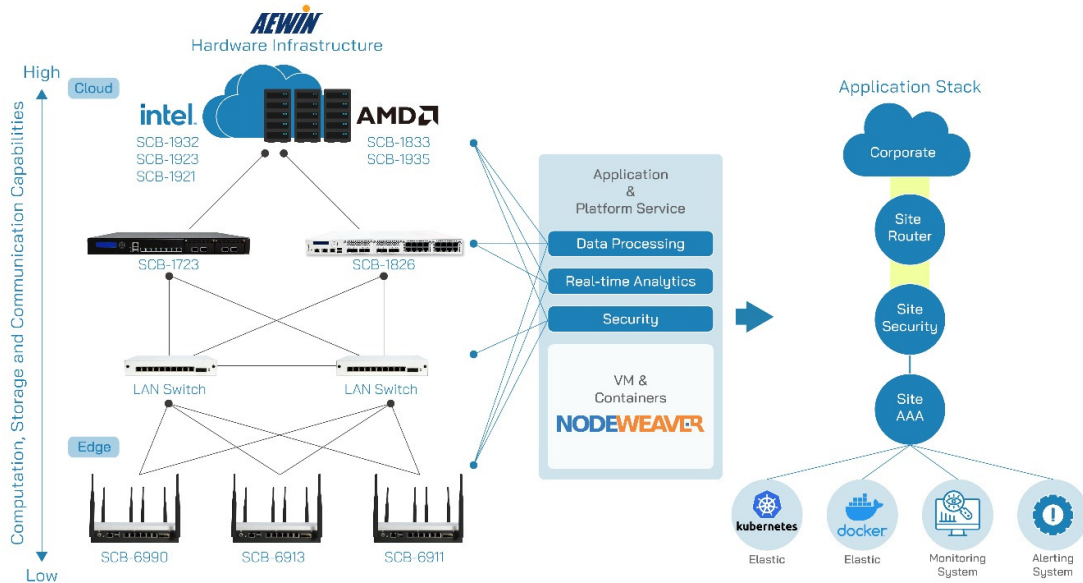 AEWIN
Hardware Infrastructure
High
Cloud
Computation, Storage and Communication Capabilities
intel.
SCB-1932
SCB-1923
SCB-1921
AMD
SCB-1833
SCB-1935
SCB-1723
SCB-1826
LAN Switch
LAN Switch
Edge
SCB-6990
SCB-6913
SCB-6911
Low
Application
&
Platform Service
Data Processing
Real-time Analytics
Security
VM &
Containers
NODEWEAVER
Application Stack
Corporate
Site
Router
Site
Security
Site
AAA
kubernetes
Elastic
docker
Elastic
Monitoring
System
Alerting
System